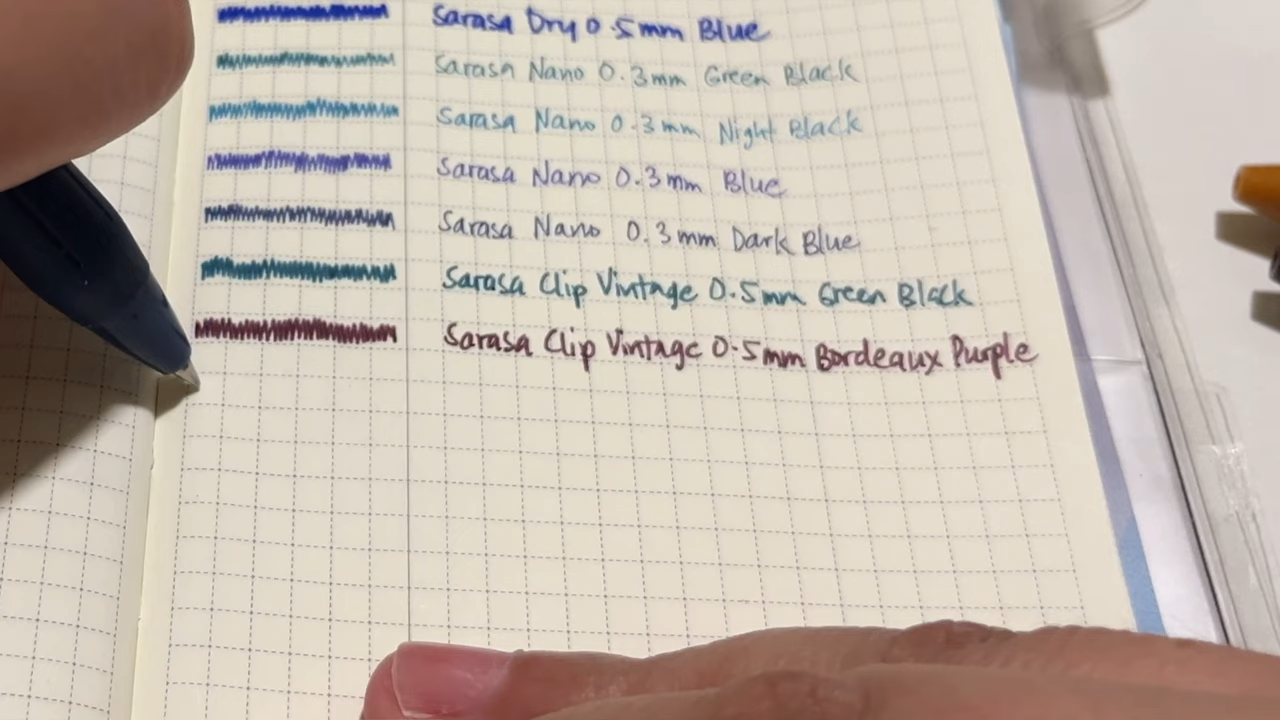 Sarasa Dry 0.5mm Blue
Sarasa Nano 0.3mm Green Black
Sarasa Nano 0.3mm Night Black
Sarasa Nano 0.3mm Blue
Sarasa Nano 0.3mm Dark Blue
Sarasa Clip Vintage 0.5mm Green Black
Sarasa Clip Vintage 0.5mm Bordeaux Purple